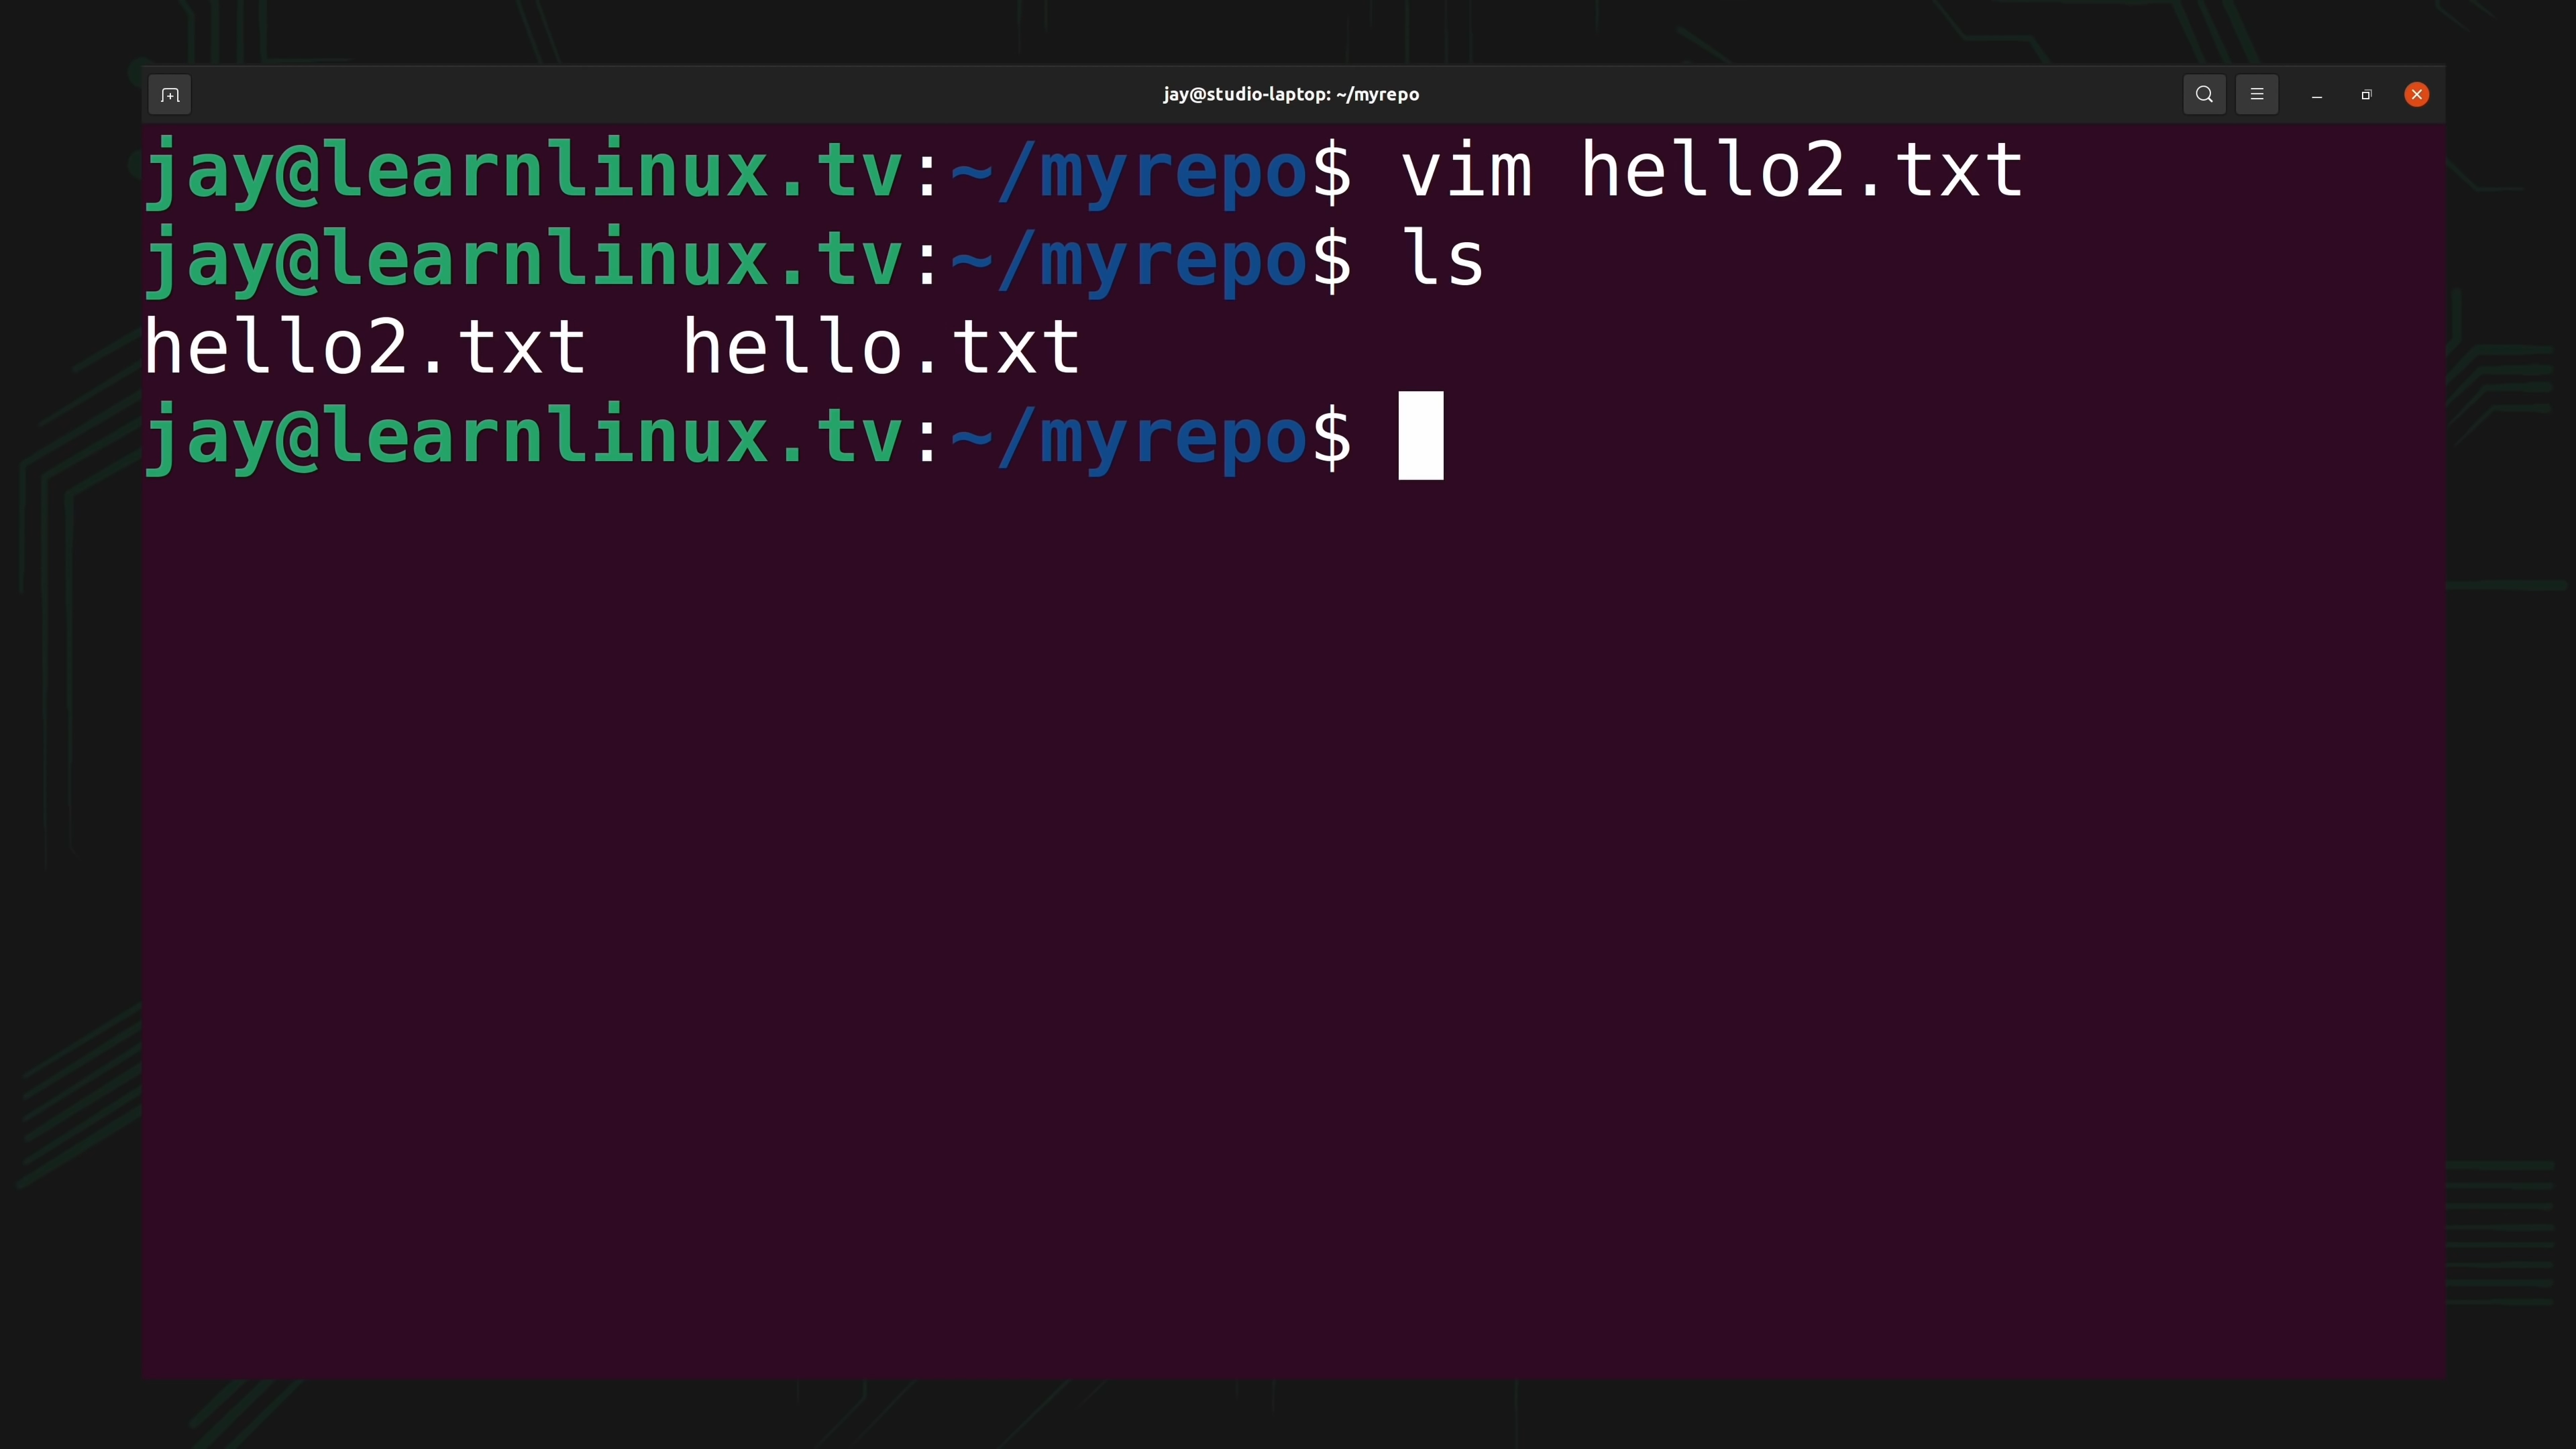 jay@studio-laptop: ~/myrepo
jay@learnlinux.tv:~/myrepo$ vim hello2.txt
jay@learnlinux.tv:~/myrepo$ ls
hello2.txt  hello.txt
jay@learnlinux.tv:~/myrepo$